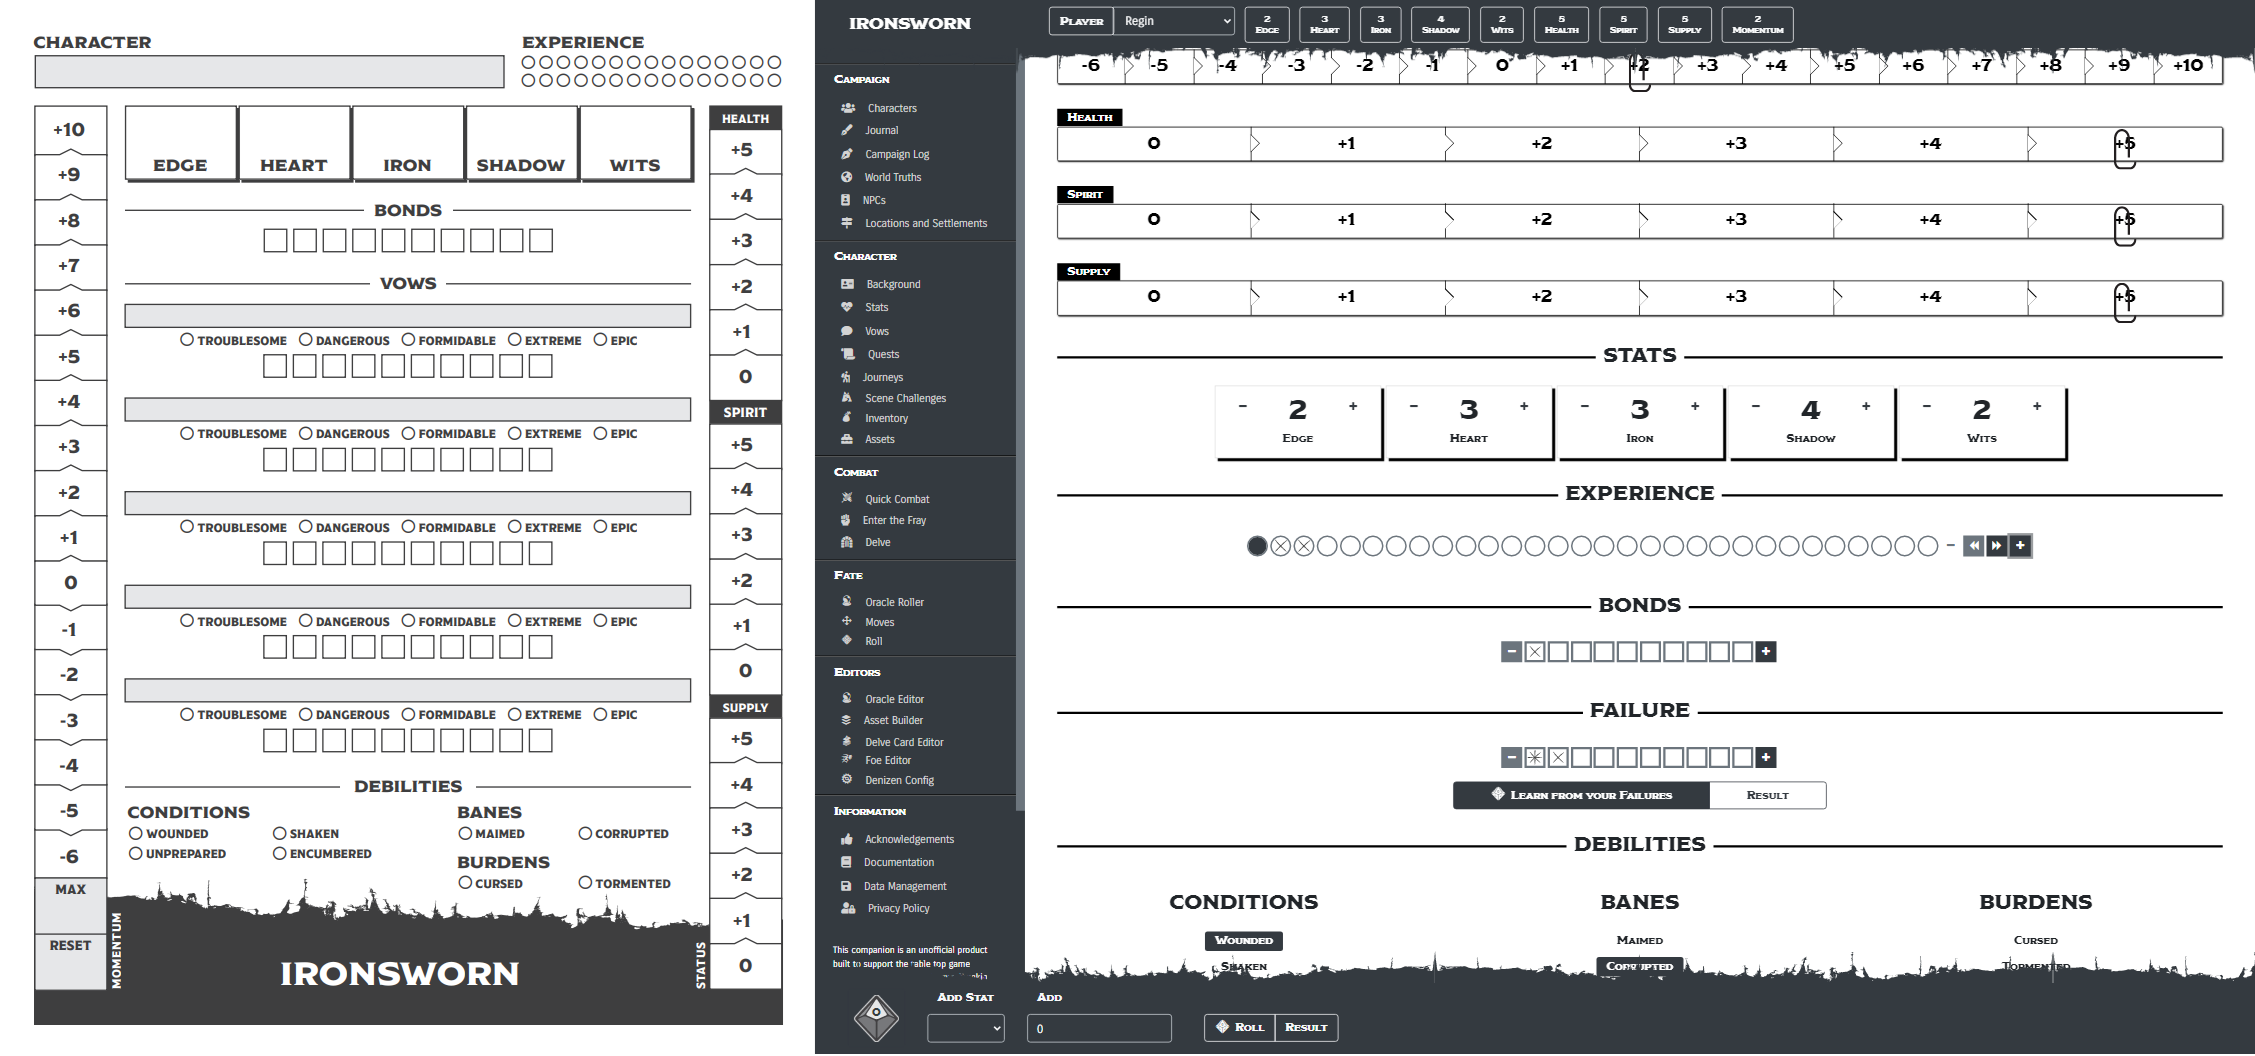 CHARACTER
EXPERIENCE
+10
+9
+8
+7
+6
+5
+4
+3
+2
+1
0
-1
-2
-3
-4
-5
-6
MAX
RESET
MOMENTUM
EDGE HEART IRON SHADOW WITS
BONDS
VOWS
TROUBLESOME DANGEROUS FORMIDABLE EXTREME EPIC
TROUBLESOME DANGEROUS FORMIDABLE EXTREME EPIC
TROUBLESOME DANGEROUS FORMIDABLE EXTREME EPIC
TROUBLESOME DANGEROUS FORMIDABLE EXTREME EPIC
TROUBLESOME DANGEROUS FORMIDABLE EXTREME EPIC
DEBILITIES
CONDITIONS BANES
WOUNDED SHAKEN MAIMED CORRUPTED
UNPREPARED ENCUMBERED
BURDENS
CURSED TORMENTED
IRONSWORN
HEALTH
+5
+4
+3
+2
+1
0
SPIRIT
+5
+4
+3
+2
+1
0
SUPPLY
+5
+4
+3
+2
+1
0
STATUS
IRONSWORN
Campaign
Characters
Journal
Campaign Log
World Truths
NPCs
Locations and Settlements
Character
Background
Stats
Vows
Quests
Journeys
Scene Challenges
Inventory
Assets
Combat
Quick Combat
Enter the Fray
Delve
Fate
Oracle Roller
Moves
Roll
Editors
Oracle Editor
Asset Builder
Delve Card Editor
Foe Editor
Denizen Config
Information
Acknowledgements
Documentation
Data Management
Privacy Policy
This companion is an unofficial product
built to support the table top game
Player Regin
2 3 3 4 2 5 5 5 2
Edge Heart Iron Shadow Wits Health Spirit Supply Momentum
-6 -5 -4 -3 -2 -1 0 +1 +2 +3 +4 +5 +6 +7 +8 +9 +10
Health
0 +1 +2 +3 +4 +5
Spirit
0 +1 +2 +3 +4 +5
Supply
0 +1 +2 +3 +4 +5
STATS
- 2 + - 3 + - 3 + - 4 + - 2 +
Edge Heart Iron Shadow Wits
EXPERIENCE
- +
BONDS
- +
FAILURE
- +
Learn from your Failures Result
DEBILITIES
CONDITIONS BANES BURDENS
Wounded Maimed Cursed
Shaken Corrupted Tormented
Add Stat Add
0
Roll Result